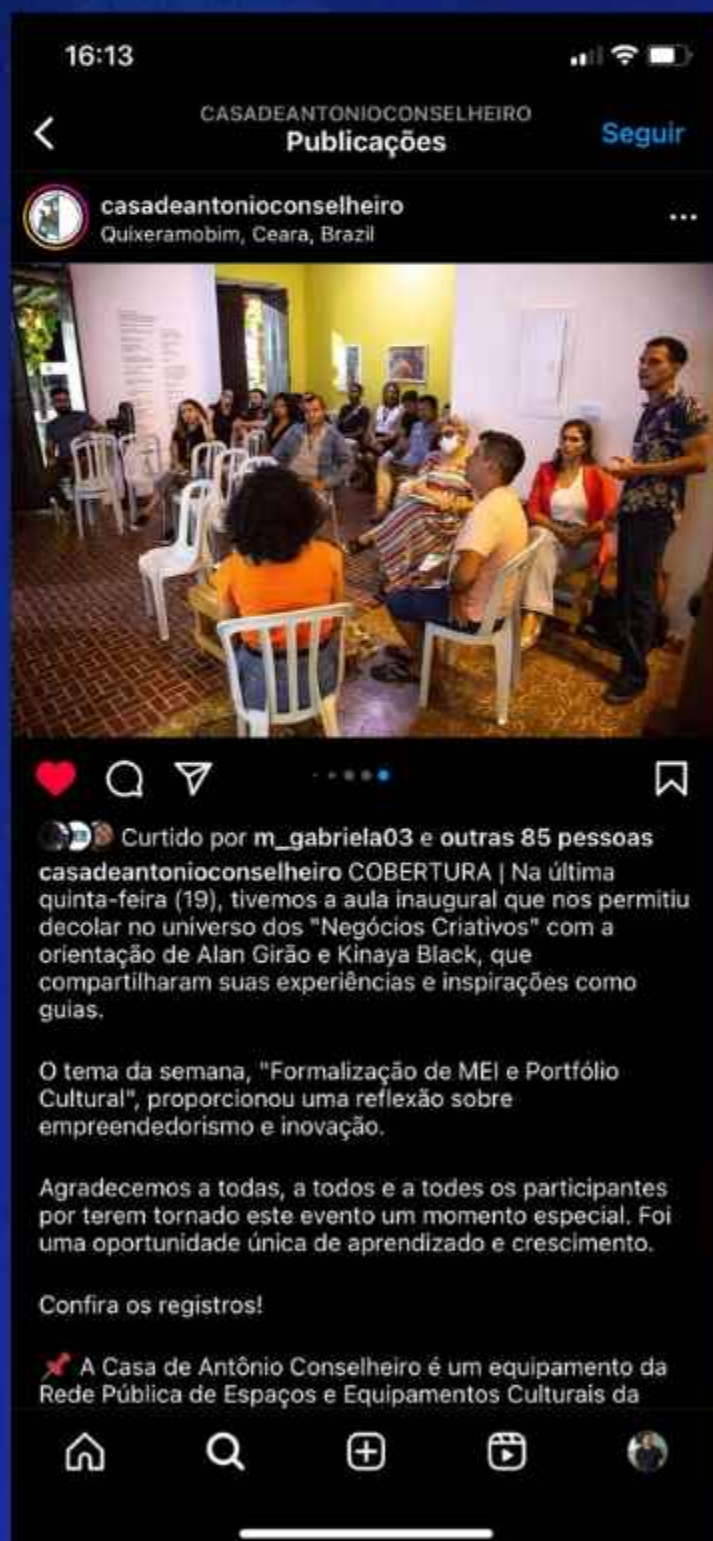 16:13
CASADEANTONIOCONSELHEIRO
Publicações
Seguir
casadeantonioconselheiro
Quixeramobim, Ceara, Brazil
Curtido por m_gabriela03 e outras 85 pessoas
casadeantonioconselheiro COBERTURA | Na última
quinta-feira (19), tivemos a aula inaugural que nos permitiu
decolar no universo dos "Negócios Criativos" com a
orientação de Alan Girão e Kinaya Black, que
compartilharam suas experiências e inspirações como
guias.
O tema da semana, "Formalização de MEI e Portfólio
Cultural", proporcionou uma reflexão sobre
empreendedorismo e inovação.
Agradecemos a todas, a todos e a todes os participantes
por terem tornado este evento um momento especial. Foi
uma oportunidade única de aprendizado e crescimento.
Confira os registros!
📌 A Casa de Antônio Conselheiro é um equipamento da
Rede Pública de Espaços e Equipamentos Culturais da